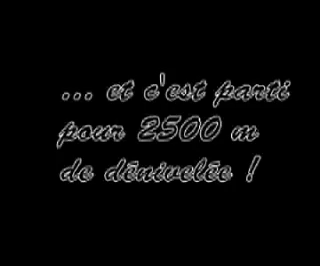 ... et c'est parti
pour 2500 m
de dénivelée !